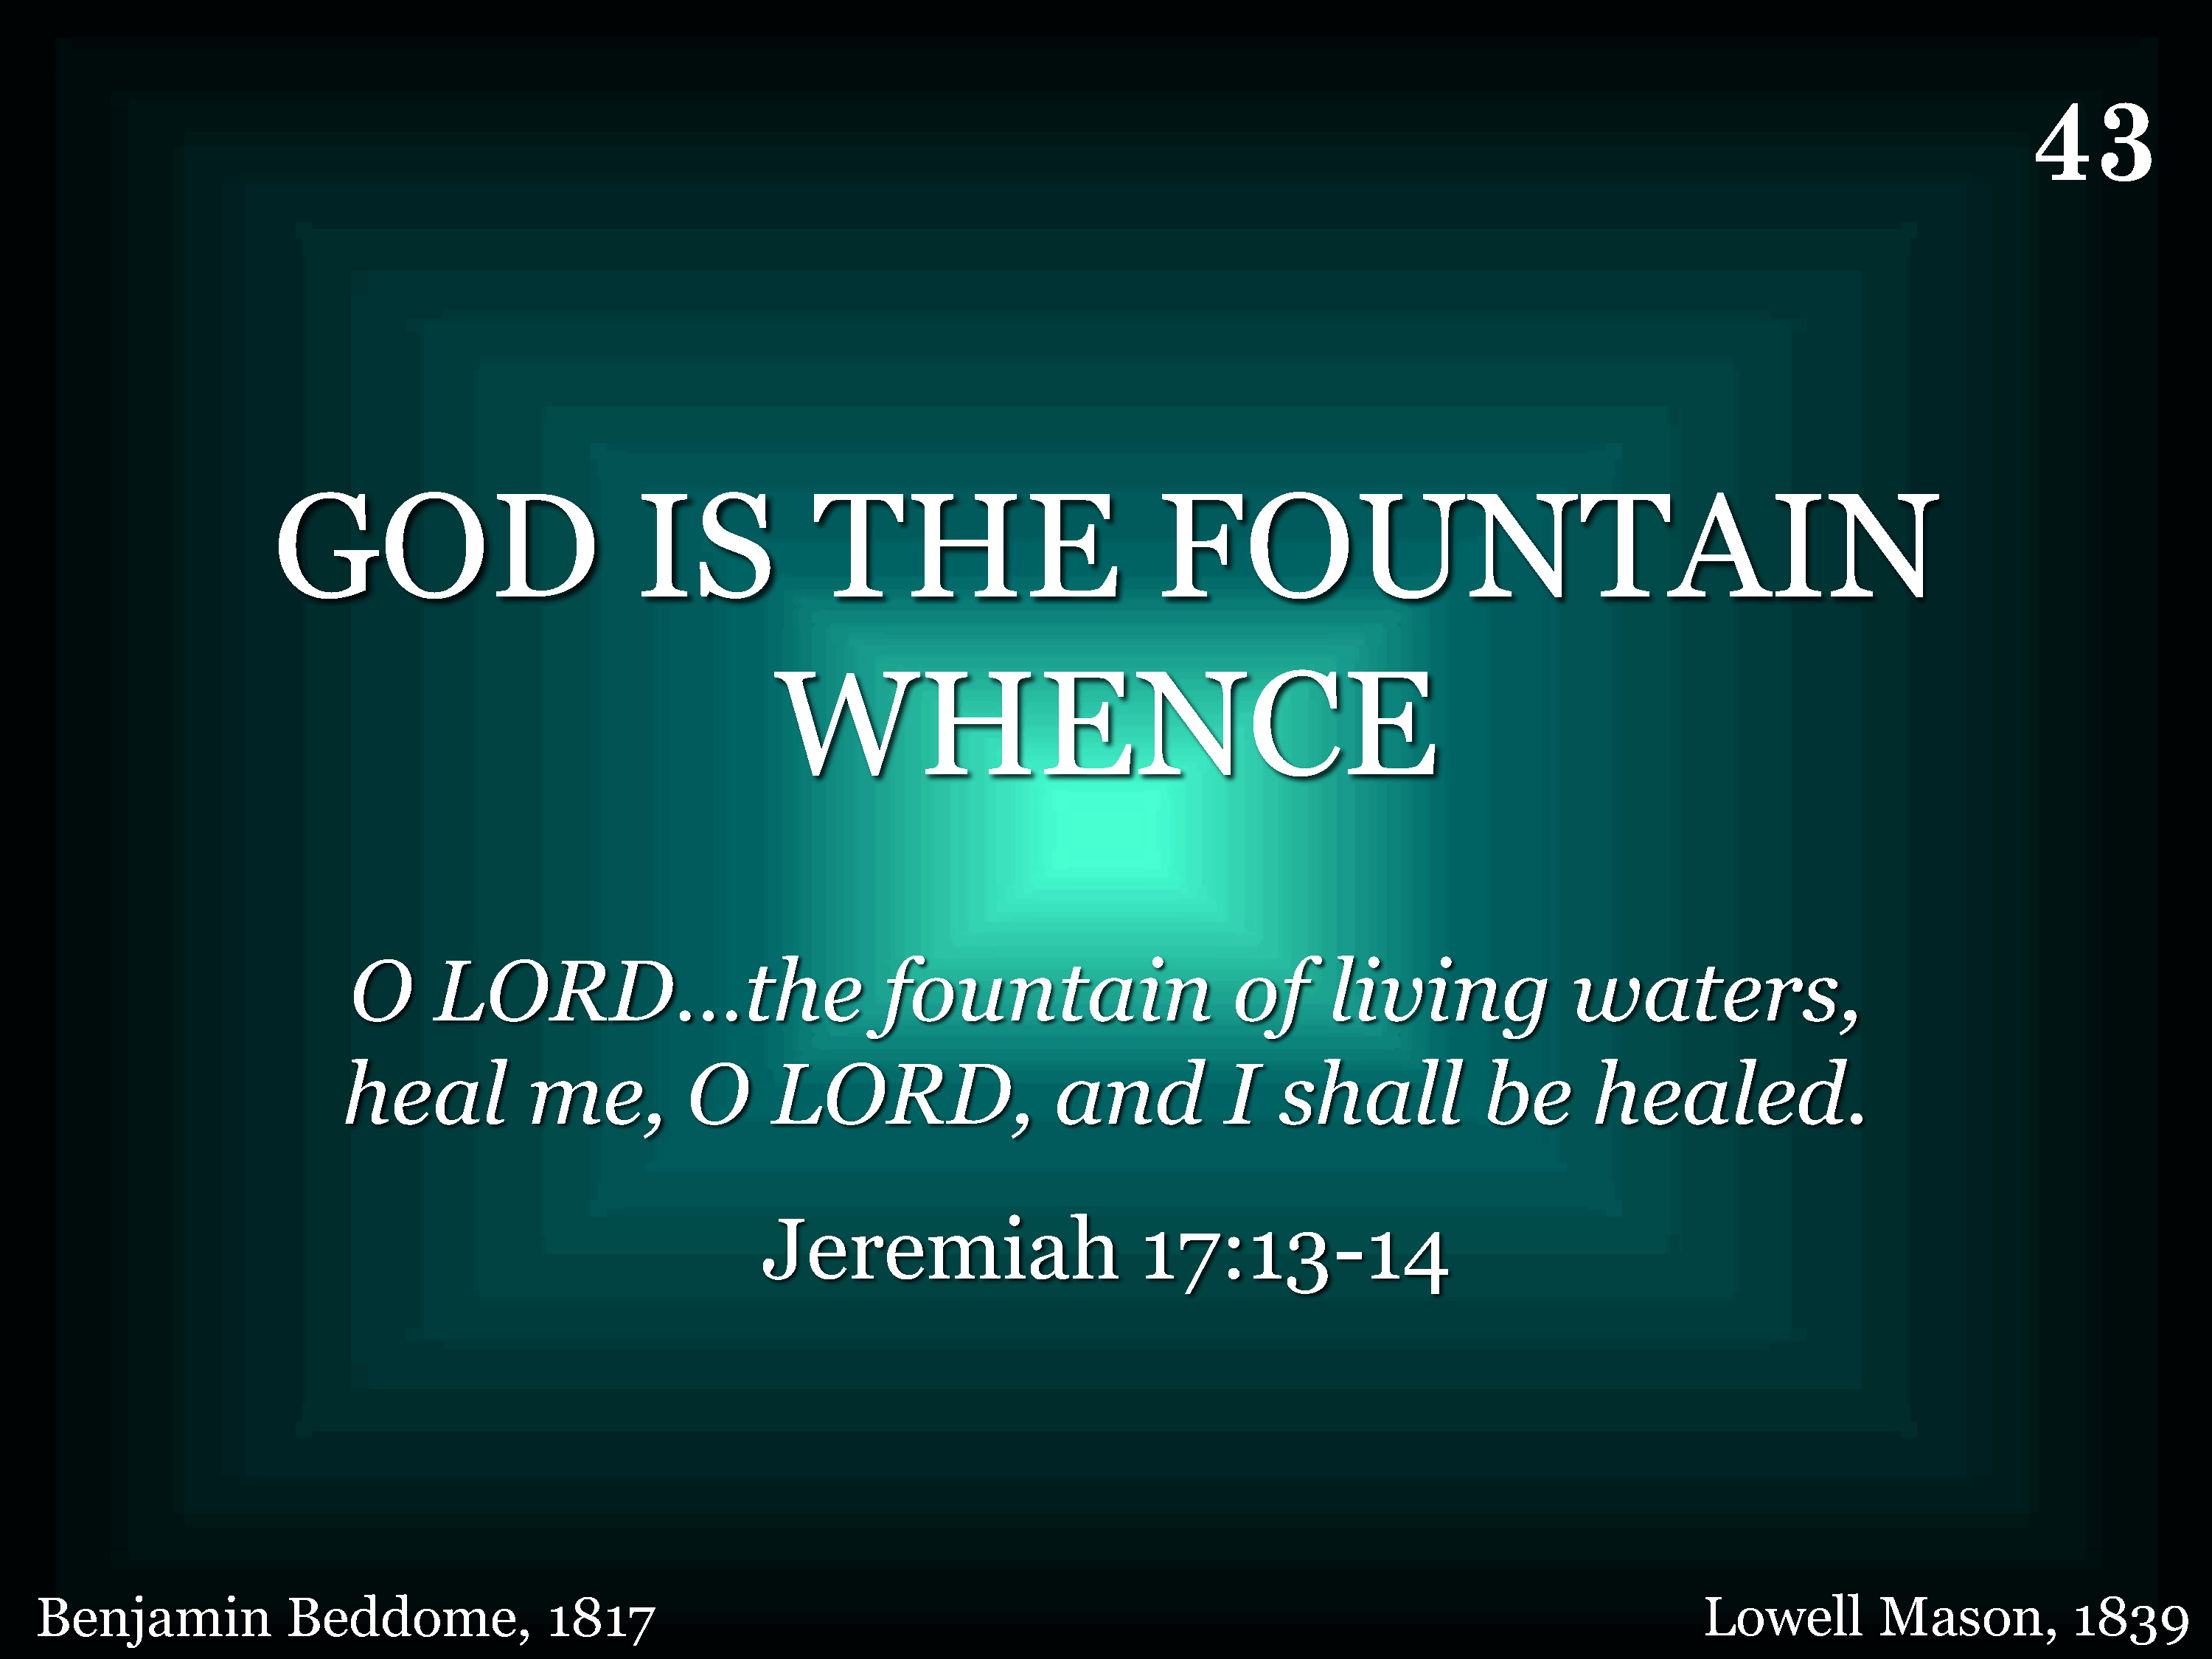 43
GOD IS THE FOUNTAIN
WHENCE
O LORD...the fountain of living waters,
heal me, O LORD, and I shall be healed.
Jeremiah 17:13-14
Benjamin Beddome, 1817
Lowell Mason, 1839